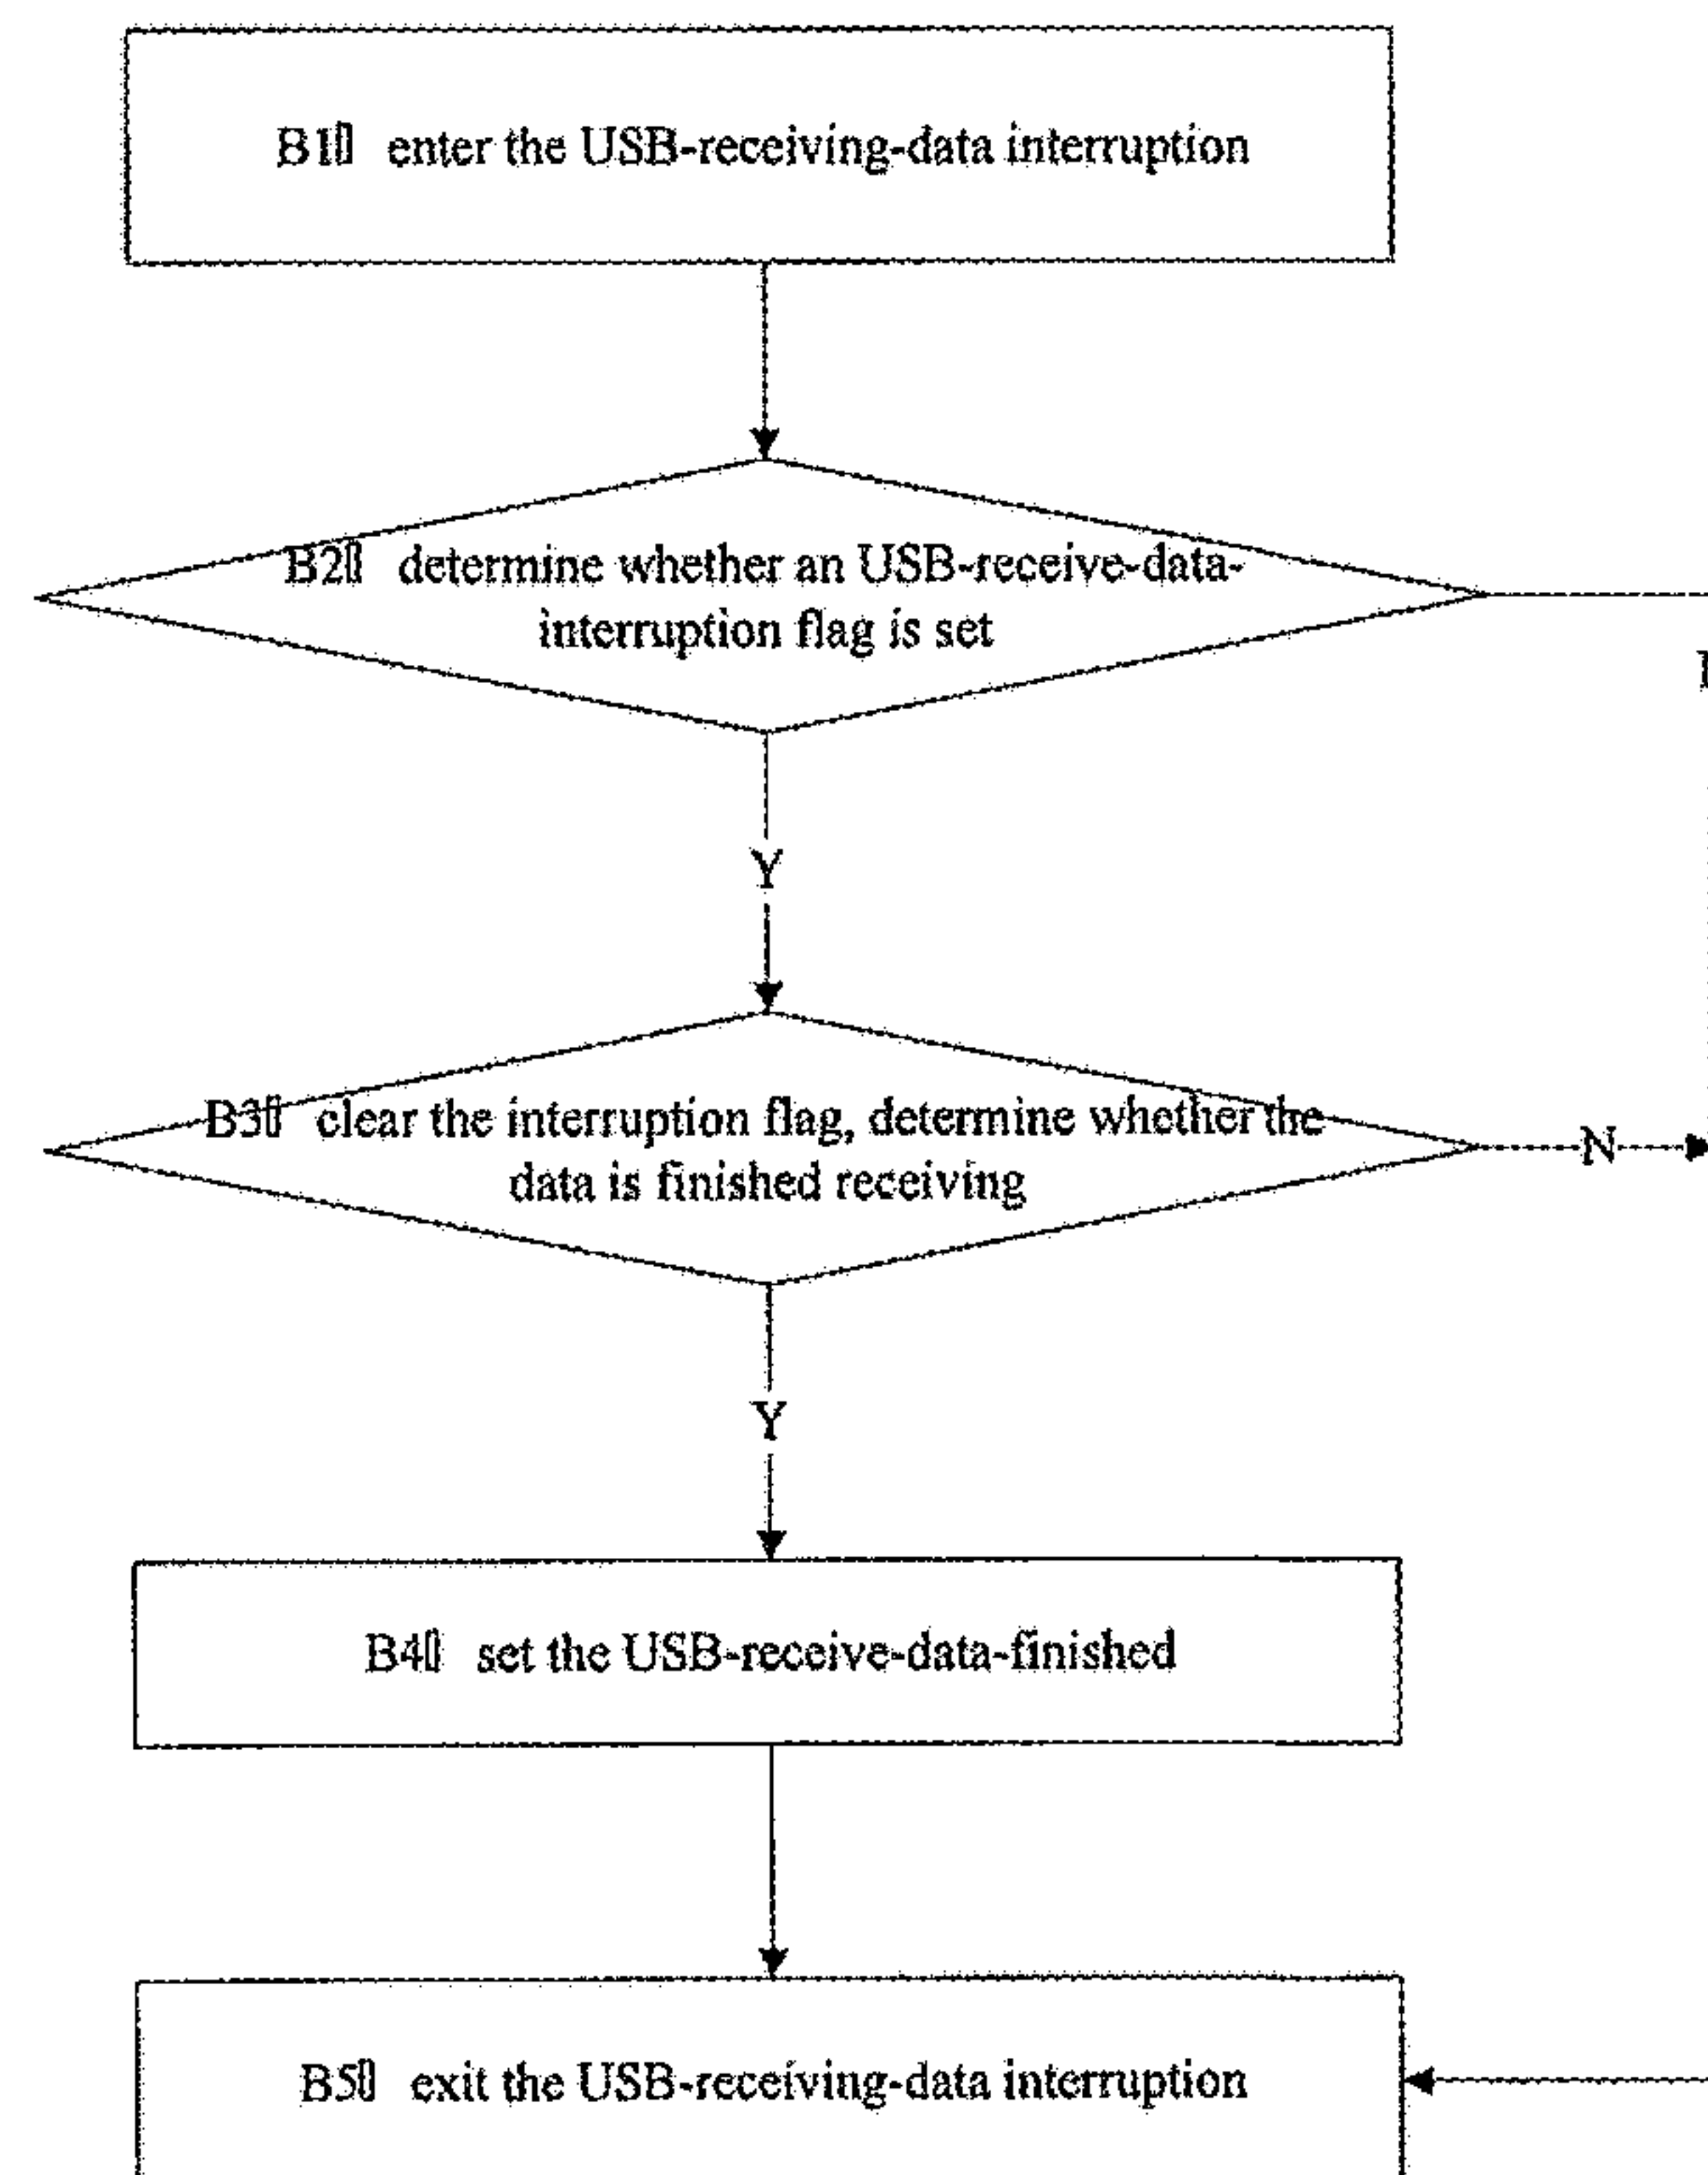 B1 enter the USB-receiving-data interruption
B2 determine whether an USB-receive-data-
interruption flag is set
Y
B3 clear the interruption flag, determine whether the
data is finished receiving
N
Y
B4 set the USB-receive-data-finished
B5 exit the USB-receiving-data interruption